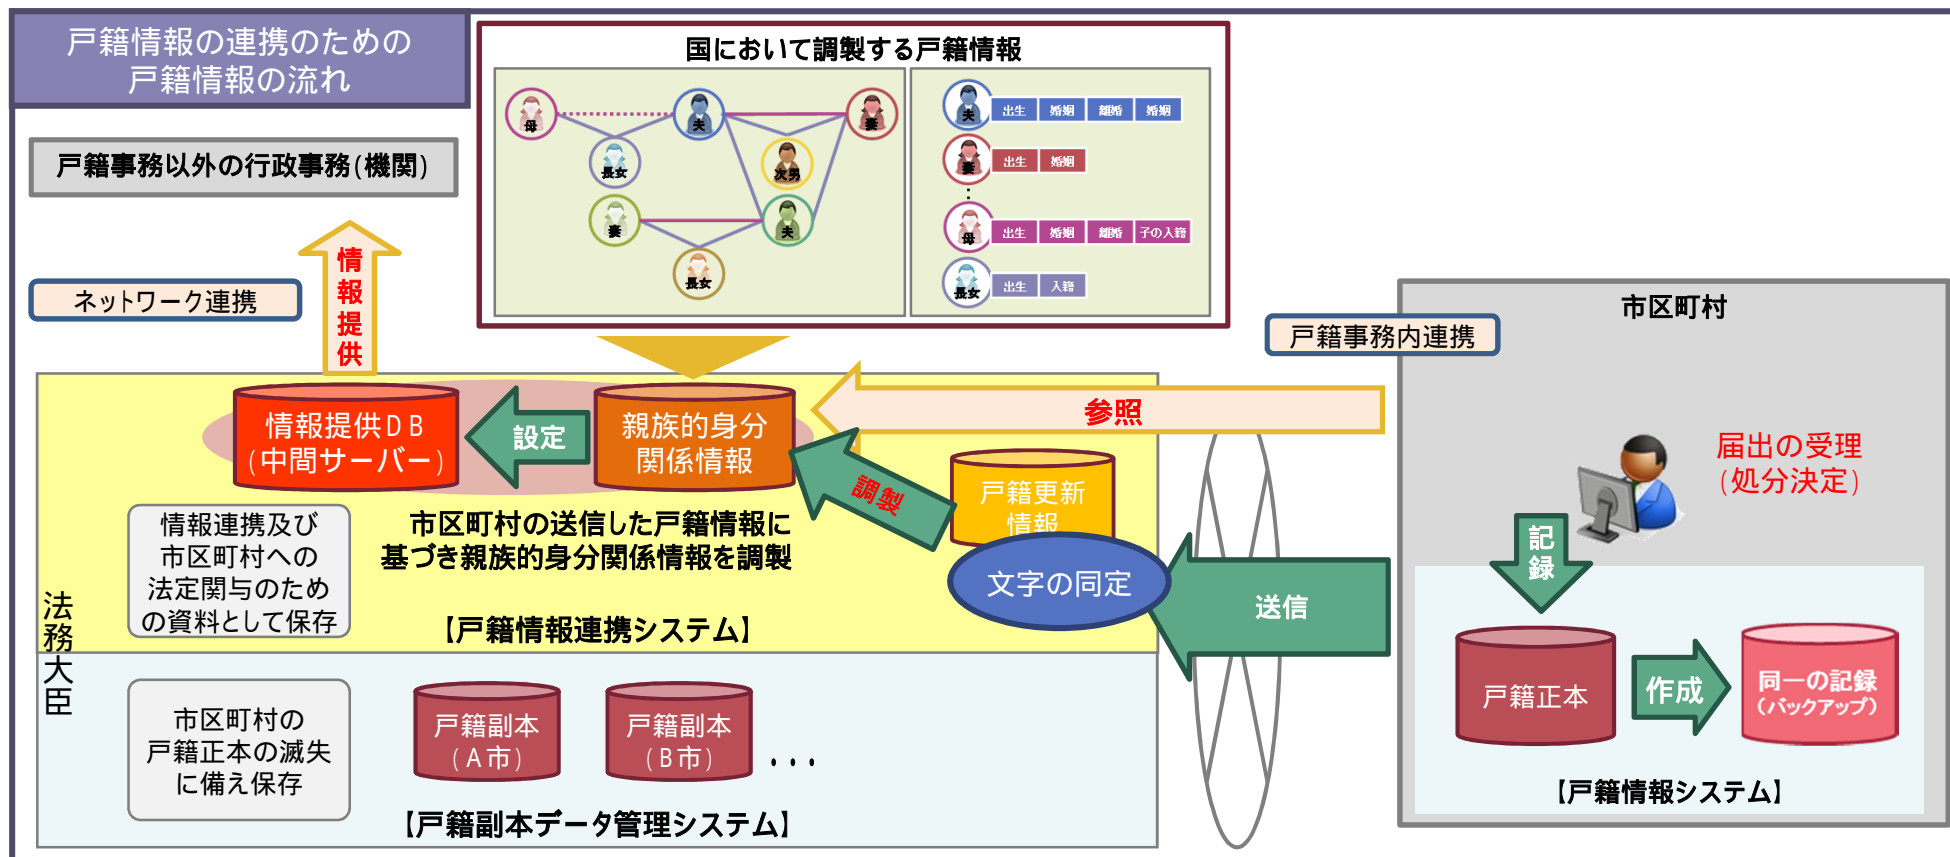 戸籍情報の連携のための
戸籍情報の流れ
国において調製する戸籍情報
母
夫
妻
長女
次男
妻
夫
長女
夫
出生 婚姻 離婚 婚姻
妻
出生 婚姻
母
出生 婚姻 離婚 子の入籍
長女
出生 入籍
戸籍事務以外の行政事務(機関)
ネットワーク連携
情報提供
戸籍事務内連携
市区町村
参照
情報提供DB
(中間サーバー)
設定
親族的身分
関係情報
調製
戸籍更新
情報
文字の同定
市区町村の送信した戸籍情報に
基づき親族的身分関係情報を調製
情報連携及び
市区町村への
法定関与のため
の資料として保存
【戸籍情報連携システム】
法務大臣
送信
届出の受理
(処分決定)
記録
戸籍正本
作成
同一の記録
(バックアップ)
【戸籍情報システム】
市区町村の
戸籍正本の滅失
に備え保存
戸籍副本
(A市)
戸籍副本
(B市)
・・・
【戸籍副本データ管理システム】